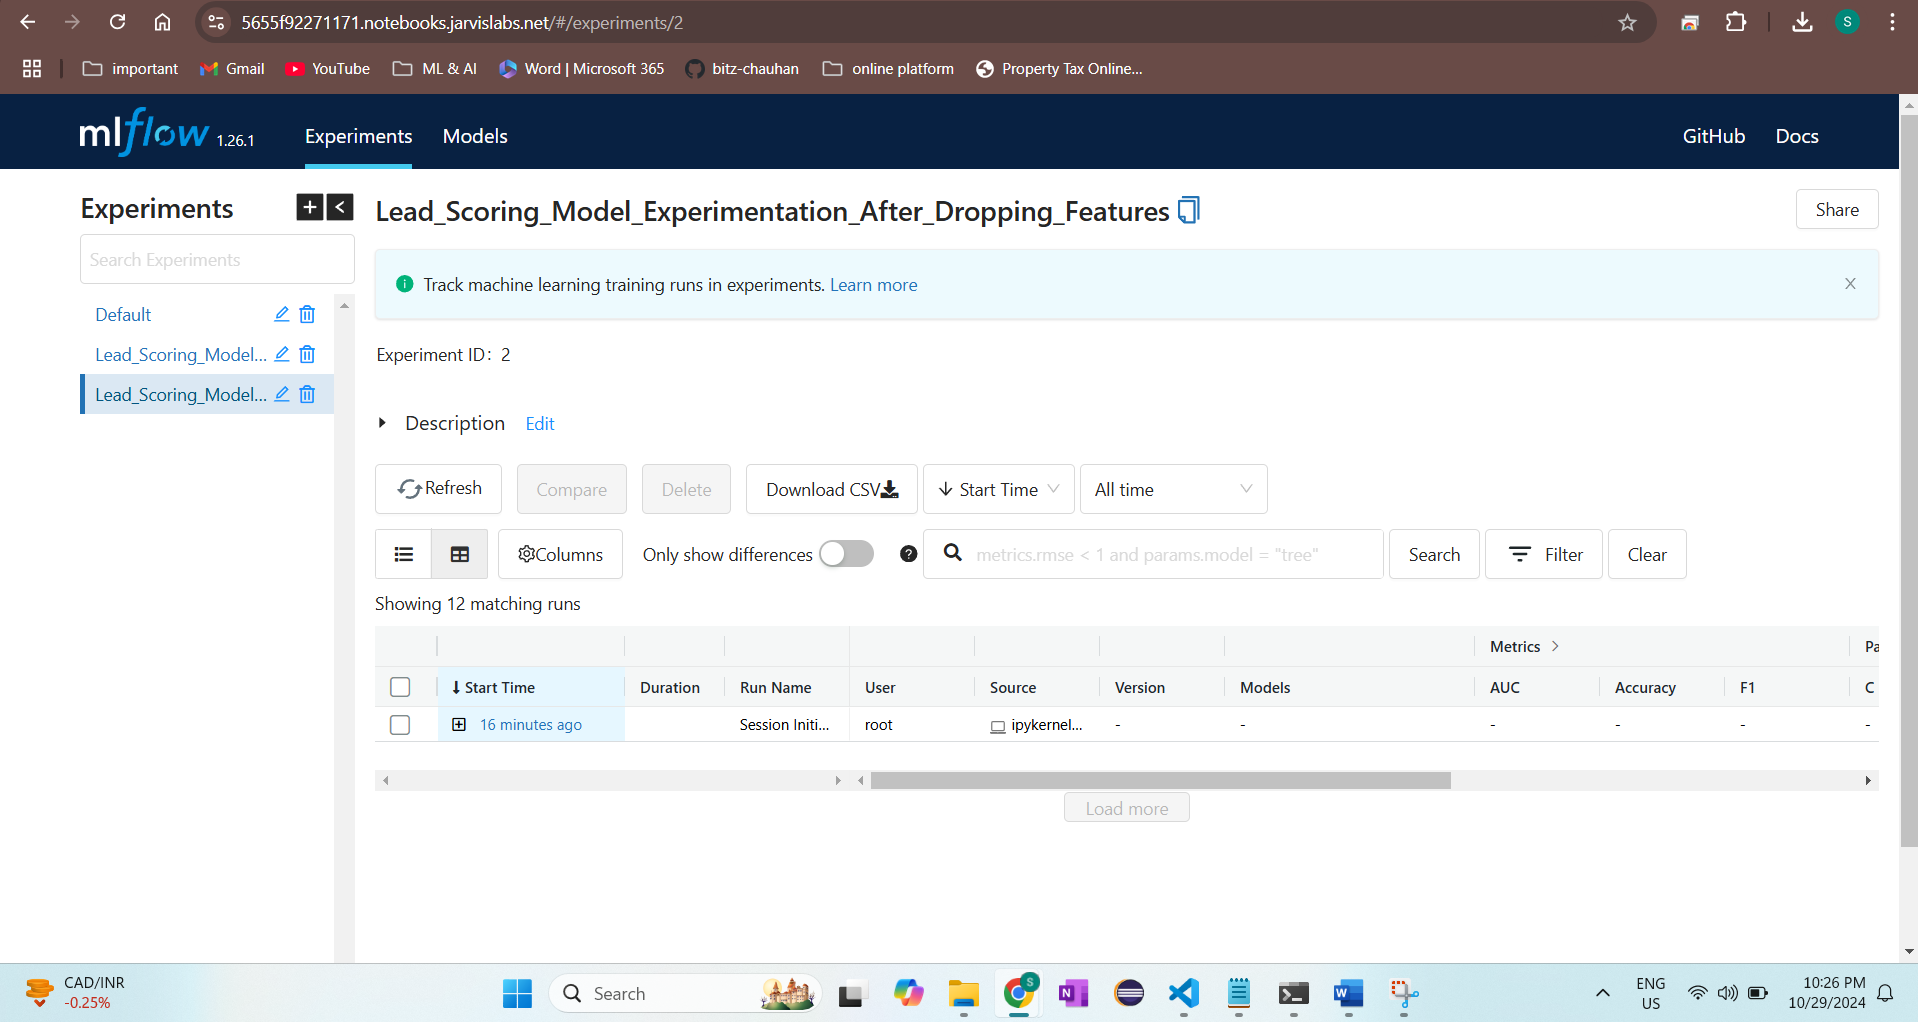 5655f92271171.notebooks.jarvislabs.net/#/experiments/2
S
important
Gmail
YouTube
ML & AI
Word | Microsoft 365
bitz-chauhan
online platform
Property Tax Online...
mlflow 1.26.1
Experiments
Models
GitHub
Docs
Experiments
+ <
Lead_Scoring_Model_Experimentation_After_Dropping_Features
Share
Search Experiments
Track machine learning training runs in experiments. Learn more
Default
Lead_Scoring_Model...
Lead_Scoring_Model...
Experiment ID: 2
Description Edit
Refresh
Compare
Delete
Download CSV
Start Time
All time
Columns
Only show differences
?
metrics.rmse < 1 and params.model = "tree"
Search
Filter
Clear
Showing 12 matching runs
Metrics >
Pa
Start Time Duration Run Name User Source Version Models AUC Accuracy F1 C
16 minutes ago Session Initi... root ipykernel... - - - - - -
Load more
CAD/INR
-0.25%
Search
S
ENG
US
10:26 PM
10/29/2024